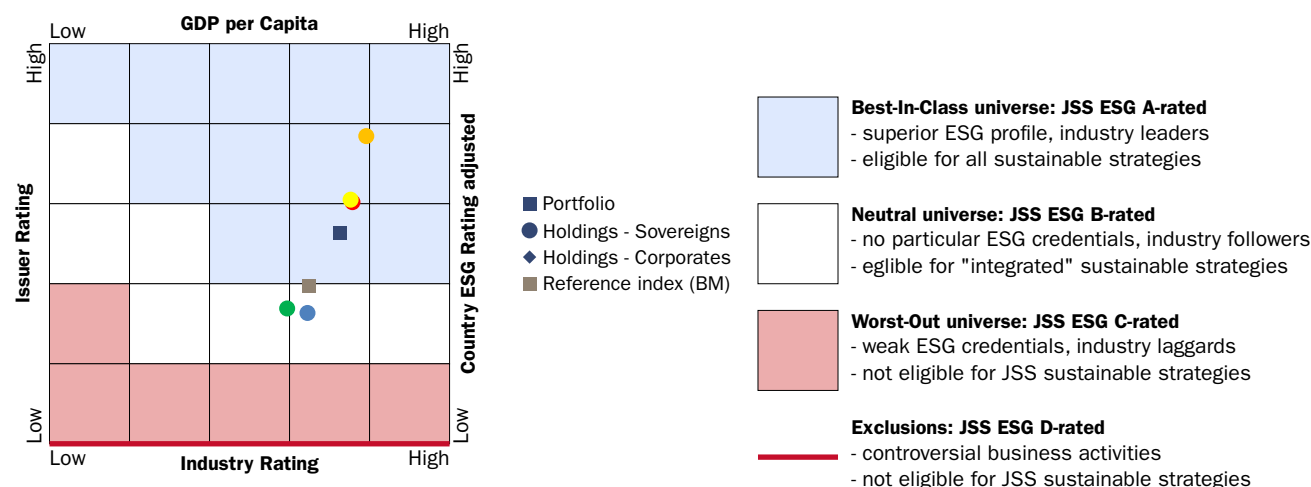 GDP per Capita
Low
High
High
High
Issuer Rating
Country ESG Rating adjusted
Low
Low
Low
High
Industry Rating
Portfolio
Holdings - Sovereigns
Holdings - Corporates
Reference index (BM)
Best-In-Class universe: JSS ESG A-rated
- superior ESG profile, industry leaders
- eligible for all sustainable strategies
Neutral universe: JSS ESG B-rated
- no particular ESG credentials, industry followers
- eglible for "integrated" sustainable strategies
Worst-Out universe: JSS ESG C-rated
- weak ESG credentials, industry laggards
- not eligible for JSS sustainable strategies
Exclusions: JSS ESG D-rated
- controversial business activities
- not eligible for JSS sustainable strategies